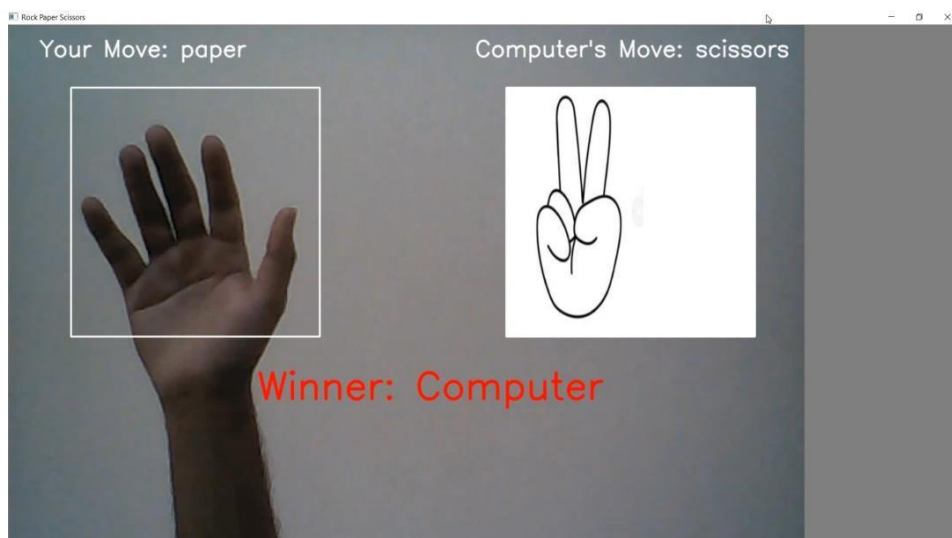 Rock Paper Scissors
Your Move: paper
Computer's Move: scissors
Winner: Computer